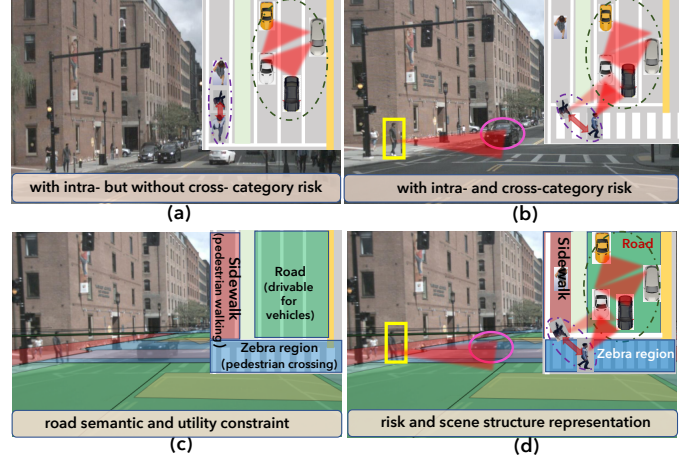 with intra- but without cross- category risk
(a)
with intra- and cross-category risk
(b)
Sidewalk
(pedestrian walking)
Road
(drivable
for
vehicles)
Zebra region
(pedestrian crossing)
road semantic and utility constraint
(c)
Sidewalk
Road
Zebra region
risk and scene structure representation
(d)